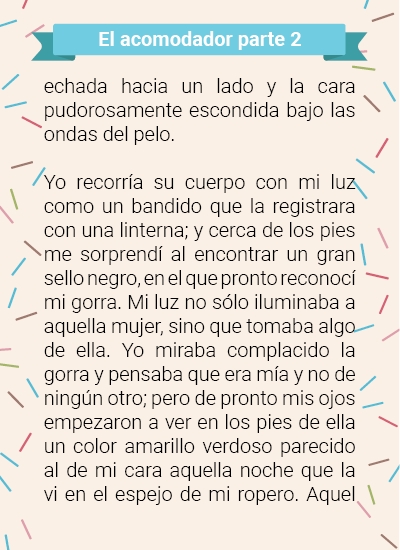 El acomodador parte 2
echada hacia un lado y la cara
pudorosamente escondida bajo las
ondas del pelo.
Yo recorría su cuerpo con mi luz
como un bandido que la registrara
con una linterna; y cerca de los pies
me sorprendí al encontrar un gran
sello negro, en el que pronto reconocí
mi gorra. Mi luz no sólo iluminaba a
aquella mujer, sino que tomaba algo
de ella. Yo miraba complacido la
gorra y pensaba que era mía y no de
ningún otro; pero de pronto mis ojos
empezaron a ver en los pies de ella
un color amarillo verdoso parecido
al de mi cara aquella noche que la
vi en el espejo de mi ropero. Aquel